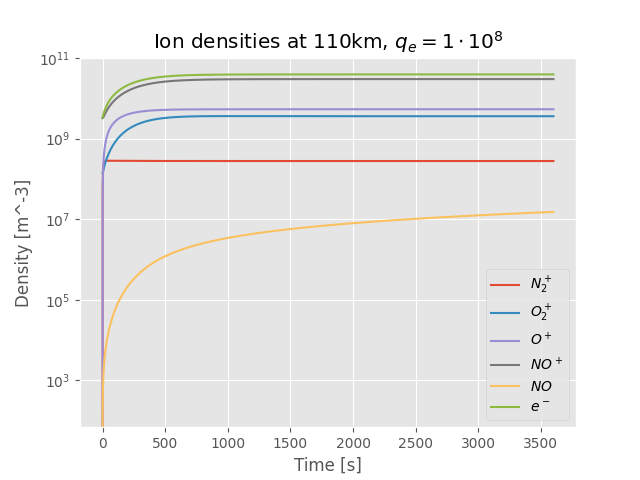 Ion densities at 110km, $q_e = 1 \cdot 10^8$
Density [m^-3]
$10^{11}$
$10^9$
$10^7$
$10^5$
$10^3$
$N_2^+$
$O_2^+$
$O^+$
$NO^+$
$NO$
$e^-$
0 500 1000 1500 2000 2500 3000 3500
Time [s]